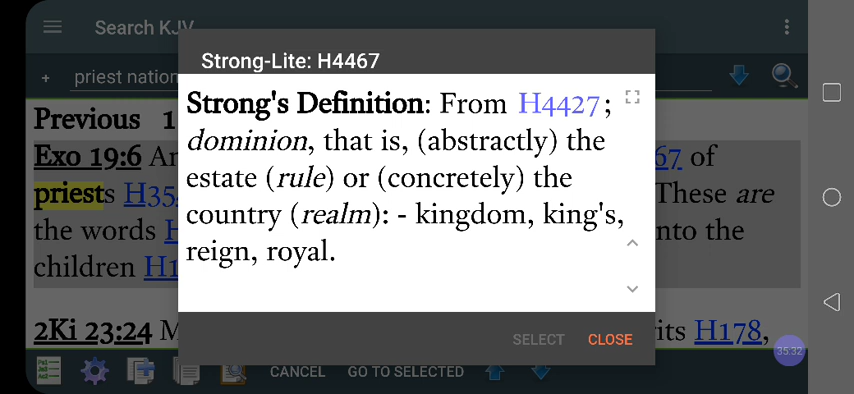 Search KJV
Strong-Lite: H4467
+ priest nation
Strong's Definition: From H4427;
dominion, that is, (abstractly) the
estate (rule) or (concretely) the
country (realm): - kingdom, king's,
reign, royal.
SELECT CLOSE
Previous 1
Exo 19:6 67 of
priests H35 These are
the words H nto the
children H1
2Ki 23:24 rits H178,
35:32
CANCEL GO TO SELECTED